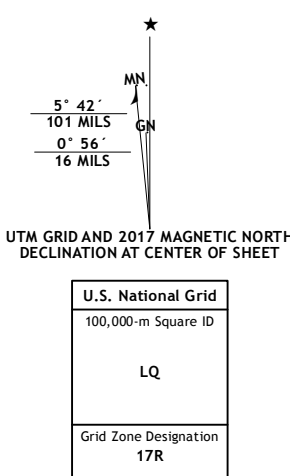 ★
MN
GN
5° 42´
101 MILS
0° 56´
16 MILS
UTM GRID AND 2017 MAGNETIC NORTH
DECLINATION AT CENTER OF SHEET
U.S. National Grid
100,000-m Square ID
LQ
Grid Zone Designation
17R